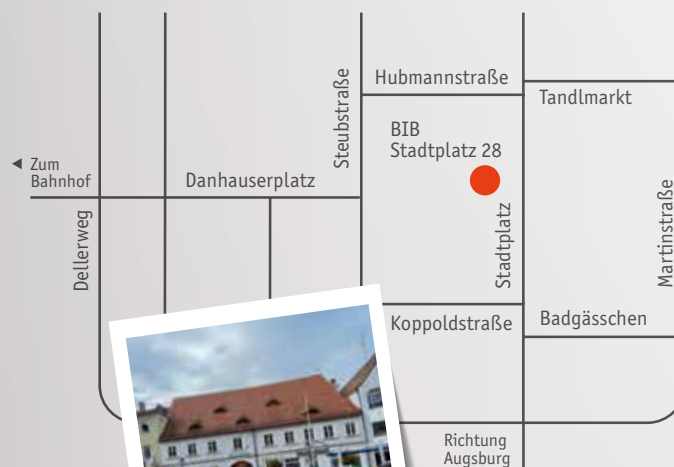 Hubmannstraße
Tandlmarkt
Steubstraße
BIB
Stadtplatz 28
Zum
Bahnhof
Danhauserplatz
Martinstraße
Dellerweg
Stadtplatz
Koppoldstraße
Badgässchen
Richtung
Augsburg